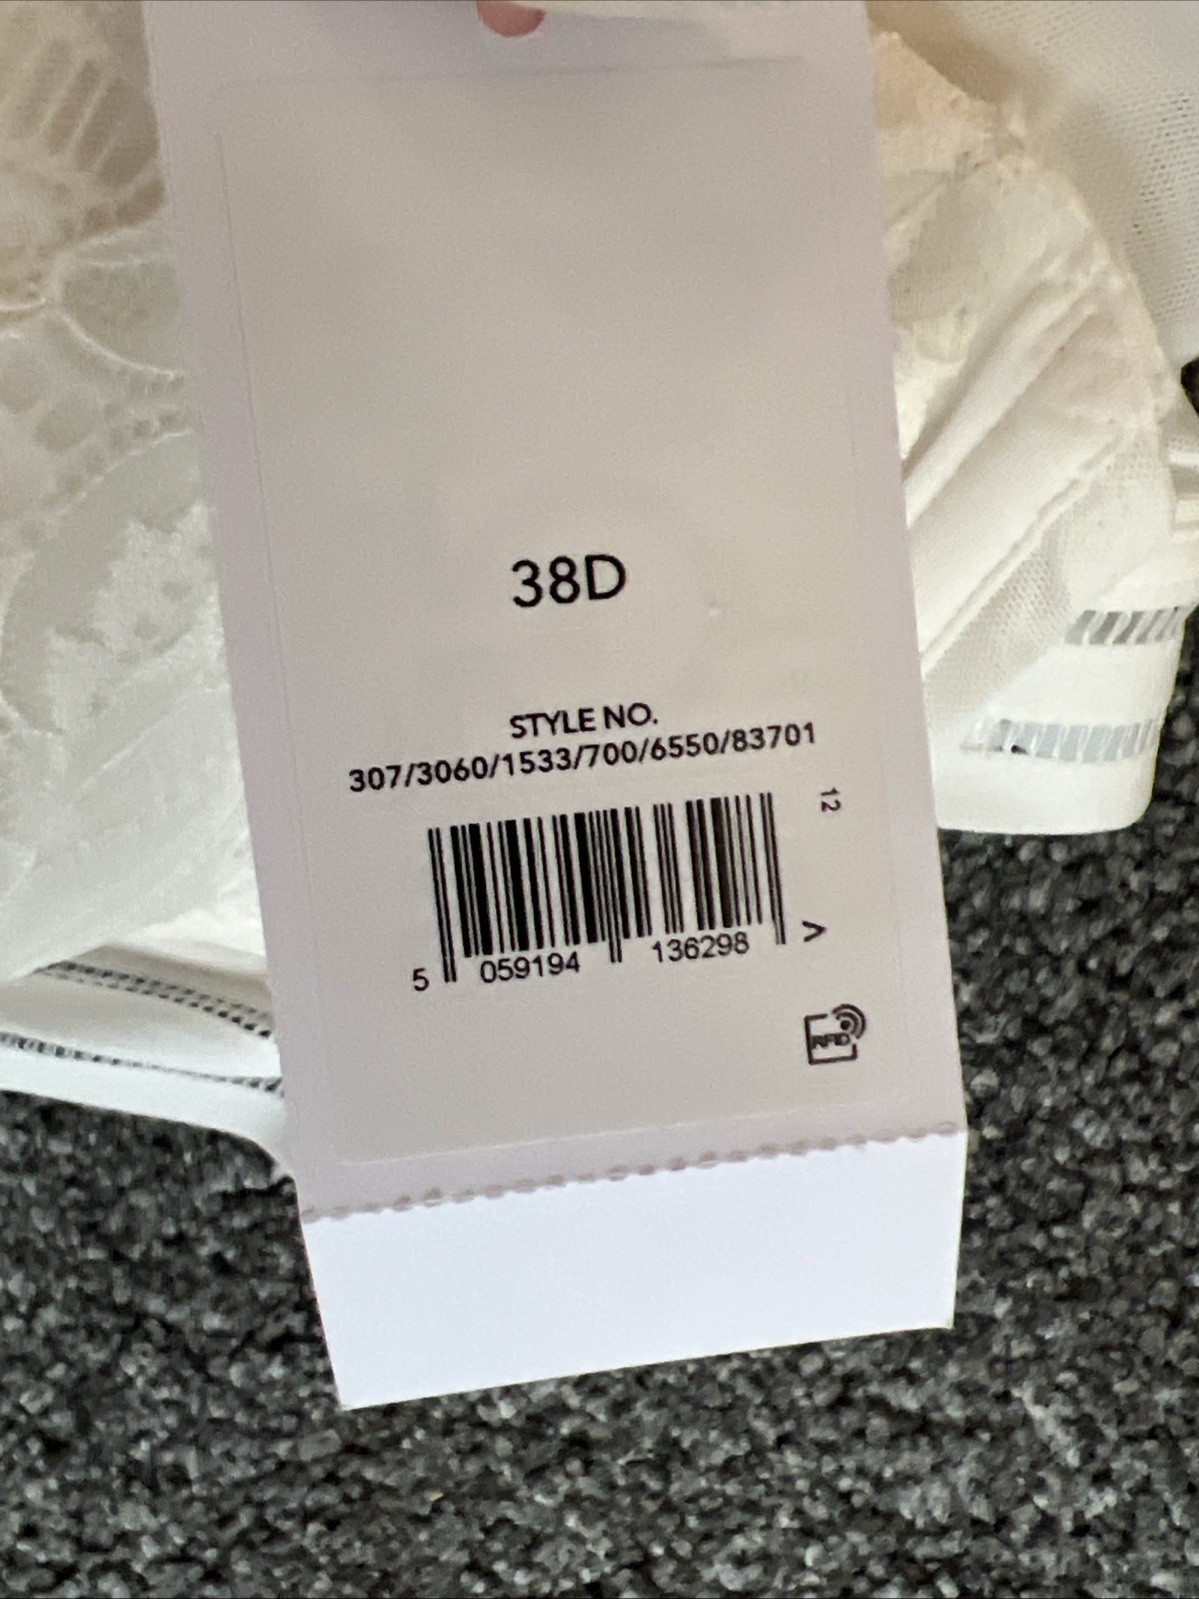 38D
STYLE NO.
307/3060/1533/700/6550/83701
12
5 059194 136298 >
RFID